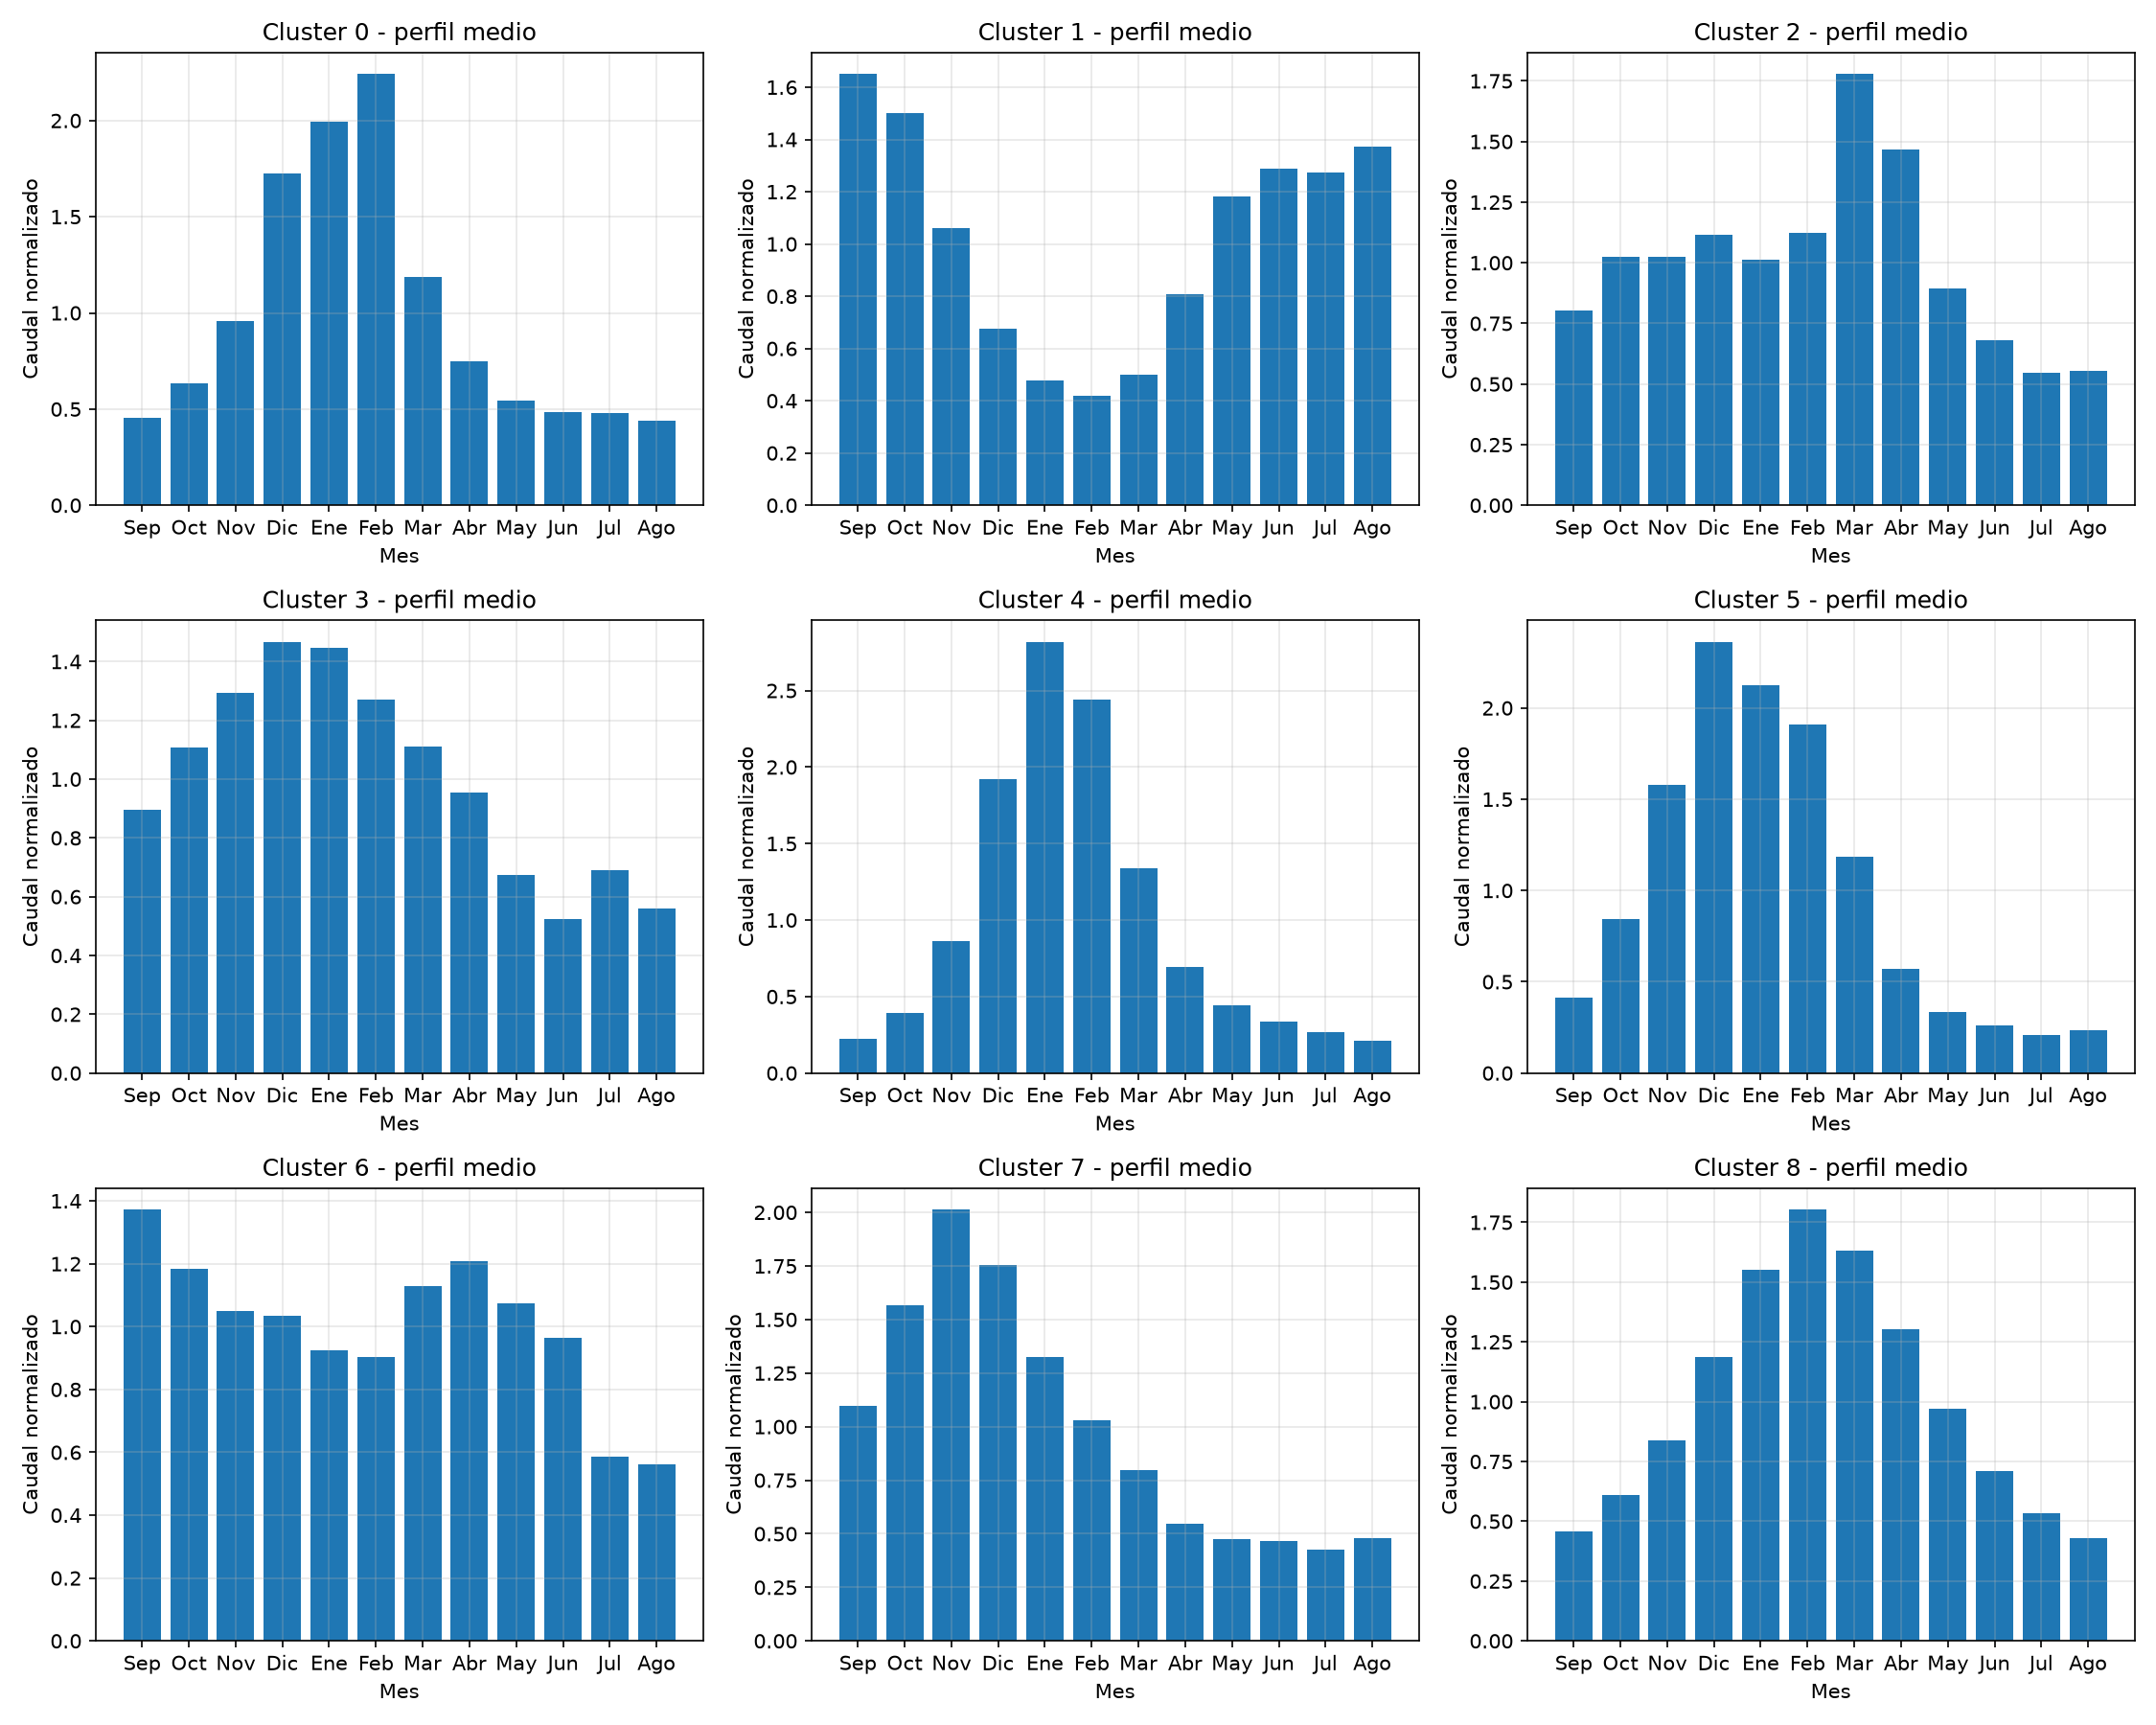 Cluster 0 - perfil medio
Caudal normalizado
2.0
1.5
1.0
0.5
0.0
Sep Oct Nov Dic Ene Feb Mar Abr May Jun Jul Ago
Mes
Cluster 1 - perfil medio
Caudal normalizado
1.6
1.4
1.2
1.0
0.8
0.6
0.4
0.2
0.0
Sep Oct Nov Dic Ene Feb Mar Abr May Jun Jul Ago
Mes
Cluster 2 - perfil medio
Caudal normalizado
1.75
1.50
1.25
1.00
0.75
0.50
0.25
0.00
Sep Oct Nov Dic Ene Feb Mar Abr May Jun Jul Ago
Mes
Cluster 3 - perfil medio
Caudal normalizado
1.4
1.2
1.0
0.8
0.6
0.4
0.2
0.0
Sep Oct Nov Dic Ene Feb Mar Abr May Jun Jul Ago
Mes
Cluster 4 - perfil medio
Caudal normalizado
2.5
2.0
1.5
1.0
0.5
0.0
Sep Oct Nov Dic Ene Feb Mar Abr May Jun Jul Ago
Mes
Cluster 5 - perfil medio
Caudal normalizado
2.0
1.5
1.0
0.5
0.0
Sep Oct Nov Dic Ene Feb Mar Abr May Jun Jul Ago
Mes
Cluster 6 - perfil medio
Caudal normalizado
1.4
1.2
1.0
0.8
0.6
0.4
0.2
0.0
Sep Oct Nov Dic Ene Feb Mar Abr May Jun Jul Ago
Mes
Cluster 7 - perfil medio
Caudal normalizado
2.00
1.75
1.50
1.25
1.00
0.75
0.50
0.25
0.00
Sep Oct Nov Dic Ene Feb Mar Abr May Jun Jul Ago
Mes
Cluster 8 - perfil medio
Caudal normalizado
1.75
1.50
1.25
1.00
0.75
0.50
0.25
0.00
Sep Oct Nov Dic Ene Feb Mar Abr May Jun Jul Ago
Mes